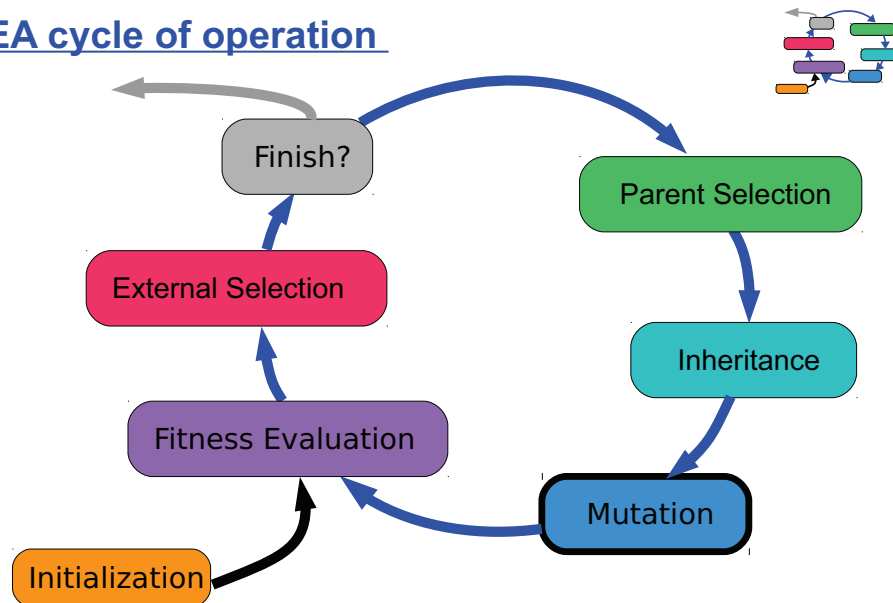 EA cycle of operation
Finish?
Parent Selection
External Selection
Inheritance
Fitness Evaluation
Mutation
Initialization